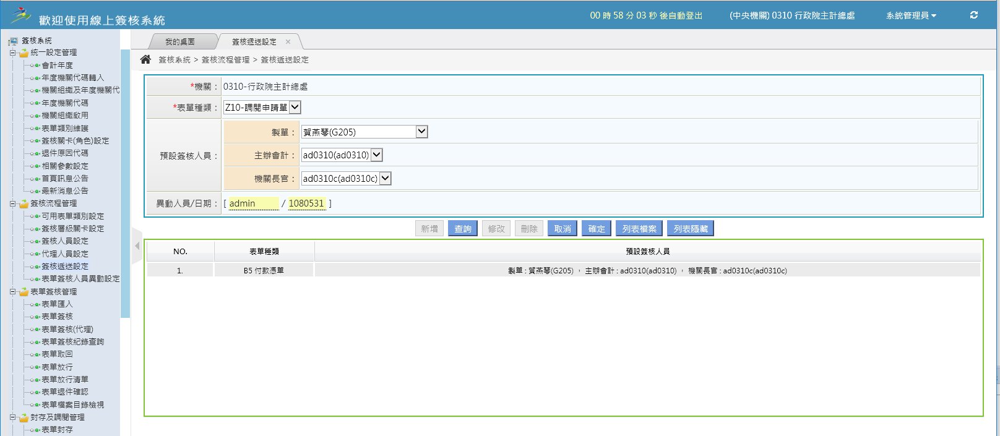 歡迎使用線上簽核系統
00 時 58 分 03 秒 後自動登出
(中央機關) 0310 行政院主計總處
系統管理員
簽核系統
統一設定管理
會計年度
年度機關代碼轉入
機關組織及年度機關代
年度機關代碼
機關組織啟用
表單類別維護
簽核關卡(角色)設定
退件原因代碼
相關參數設定
首頁訊息公告
最新消息公告
簽核流程管理
可用表單類別設定
簽核層級關卡設定
簽核人員設定
代理人員設定
簽核遞送設定
表單簽核人員異動設定
表單簽核管理
表單匯入
表單簽核
表單簽核(代理)
表單簽核紀錄查詢
表單取回
表單放行
表單放行清單
表單退件確認
表單檔案目錄檢視
封存及調閱管理
表單封存
我的桌面
簽核遞送設定 ×
簽核系統 > 簽核流程管理 > 簽核遞送設定
*機關： 0310-行政院主計總處
*表單種類： Z10-調閱申請單
預設簽核人員：
製單： 賀燕琴(G205)
主辦會計： ad0310(ad0310)
機關長官： ad0310c(ad0310c)
異動人員/日期： [ admin / 1080531 ]
新增 查詢 修改 刪除 取消 確定 列表檔案 列表隱藏
NO. 表單種類 預設簽核人員
1. B5 付款憑單 製單 : 賀燕琴(G205) ， 主辦會計 : ad0310(ad0310) ， 機關長官 : ad0310c(ad0310c)